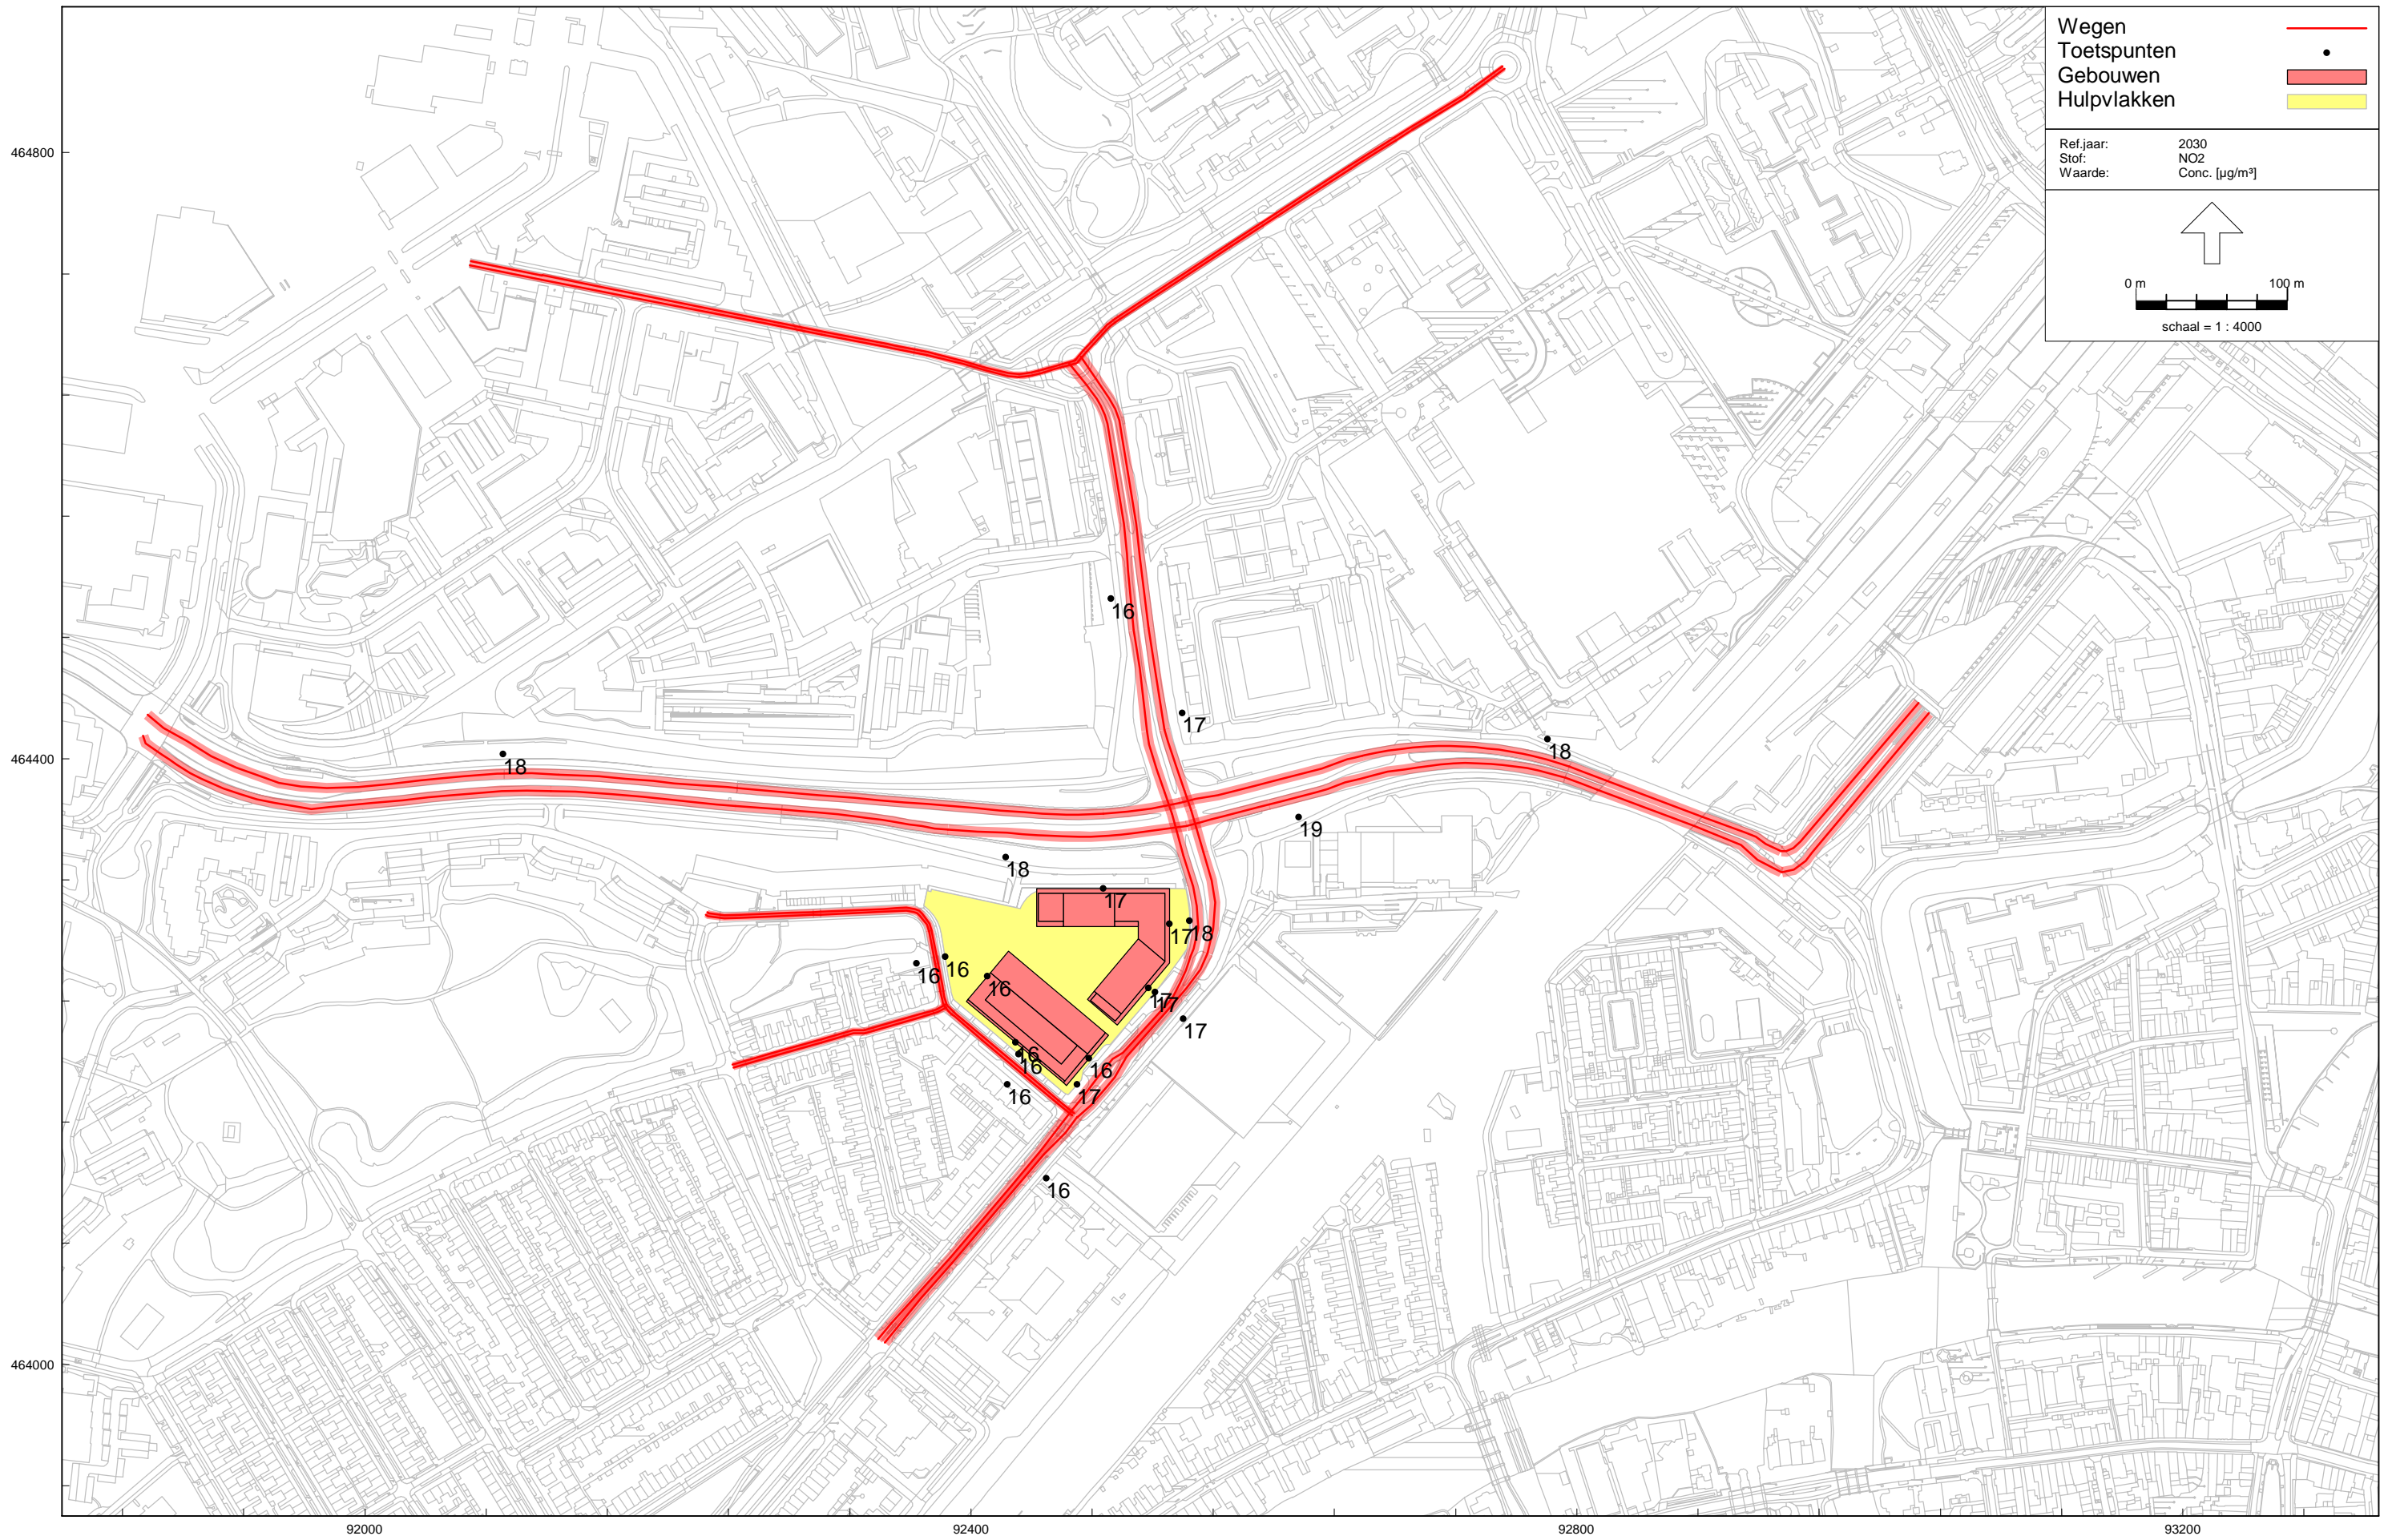 Wegen
Toetspunten
Gebouwen
Hulpvlakken
Ref.jaar: 2030
Stof: NO2
Waarde: Conc. [µg/m³]
0 m 100 m
schaal = 1 : 4000
464800
16
17
18
464400
18
19
18
17
17
18
16
16
16
17
17
17
16
16
16
16
17
16
464000
92000 92400 92800 93200